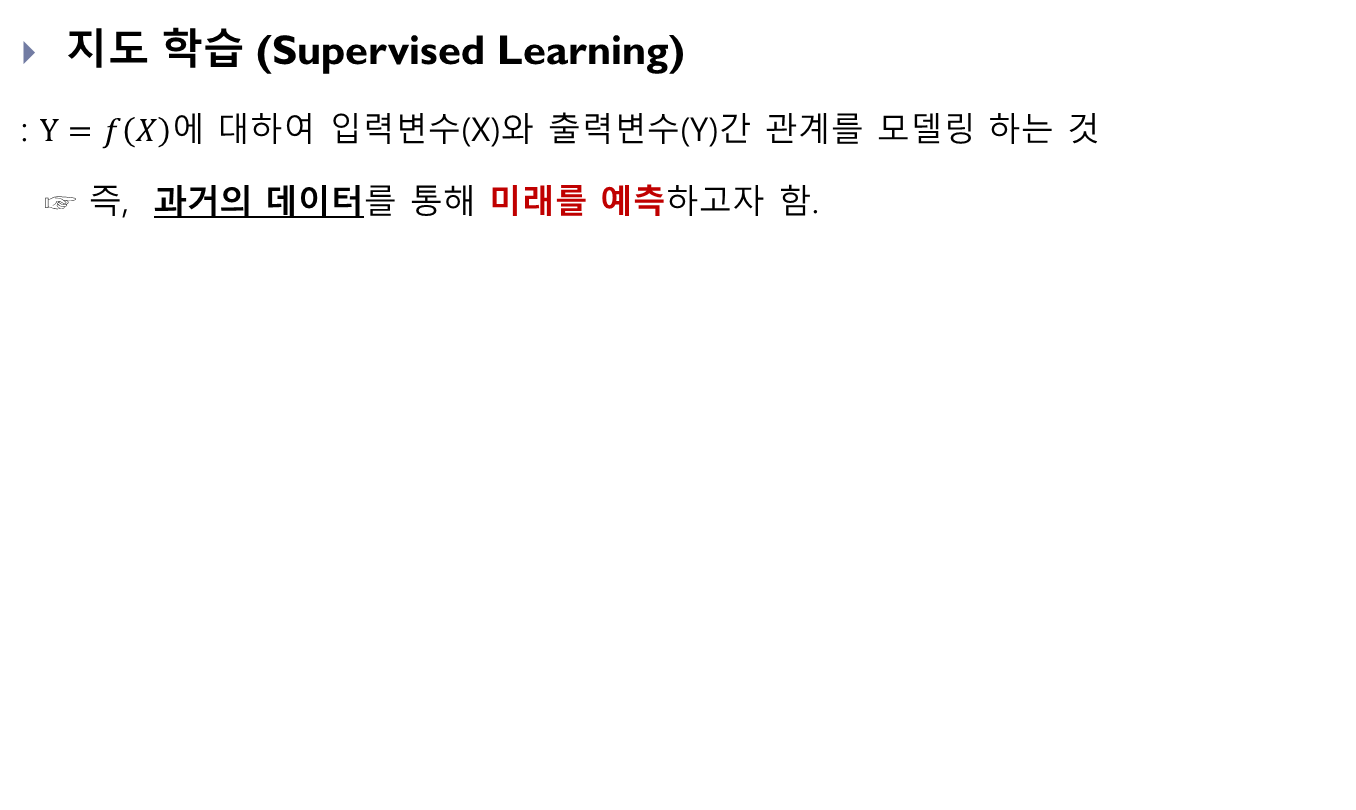 지도 학습 (Supervised Learning)
: Y = f(X)에 대하여 입력변수(X)와 출력변수(Y)간 관계를 모델링 하는 것
☞ 즉, 과거의 데이터를 통해 미래를 예측하고자 함.